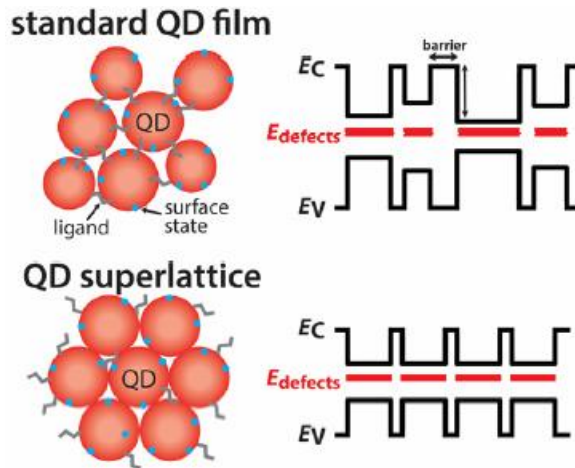 standard QD film
barrier
EC
QD
Edefects
ligand
surface
state
EV
QD superlattice
EC
QD
Edefects
EV